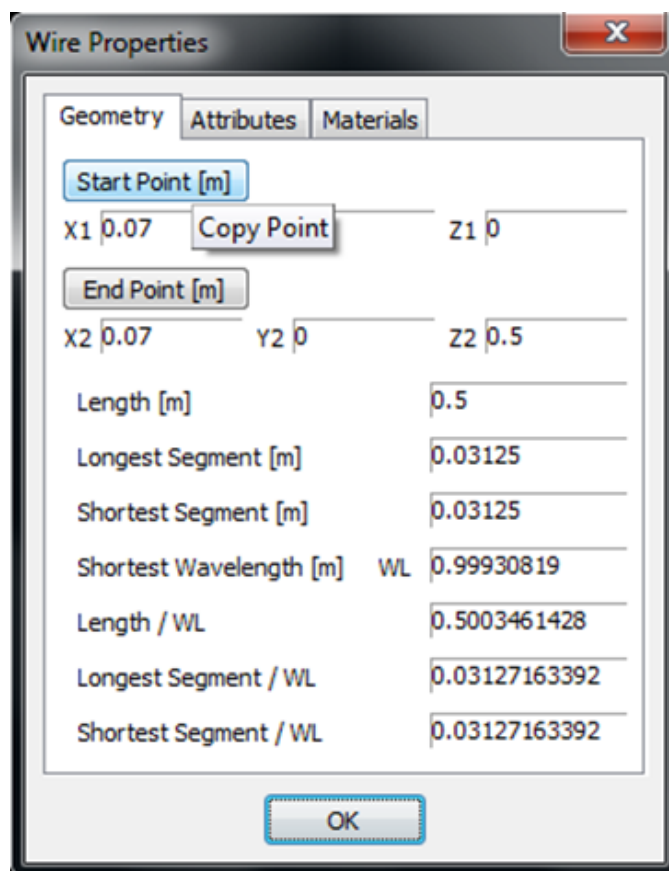 Wire Properties
Geometry Attributes Materials
Start Point [m]
X1 0.07 Copy Point Z1 0
End Point [m]
X2 0.07 Y2 0 Z2 0.5
Length [m] 0.5
Longest Segment [m] 0.03125
Shortest Segment [m] 0.03125
Shortest Wavelength [m] WL 0.99930819
Length / WL 0.5003461428
Longest Segment / WL 0.03127163392
Shortest Segment / WL 0.03127163392
OK